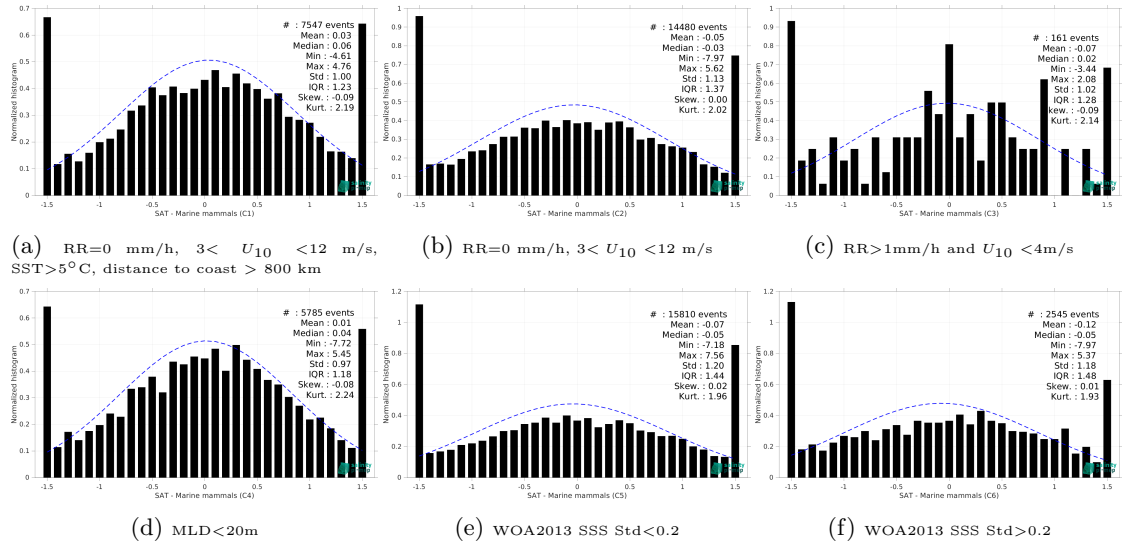 # : 7547 events
Mean : 0.03
Median : 0.06
Min : -4.61
Max : 4.76
Std : 1.00
IQR : 1.23
Skew. : -0.09
Kurt. : 2.19
Normalized histogram
0 0.1 0.2 0.3 0.4 0.5 0.6 0.7
-1.5 -1 -0.5 0 0.5 1 1.5
SAT - Marine mammals (C1)
(a) RR=0 mm/h, 3< U10 <12 m/s,
SST>5°C, distance to coast > 800 km
# : 14480 events
Mean : -0.05
Median : -0.03
Min : -7.97
Max : 5.62
Std : 1.13
IQR : 1.37
Skew. : 0.00
Kurt. : 2.02
Normalized histogram
0 0.1 0.2 0.3 0.4 0.5 0.6 0.7 0.8 0.9 1
-1.5 -1 -0.5 0 0.5 1 1.5
SAT - Marine mammals (C2)
(b) RR=0 mm/h, 3< U10 <12 m/s
# : 161 events
Mean : -0.07
Median : 0.02
Min : -3.44
Max : 2.08
Std : 1.02
IQR : 1.28
kew. : -0.09
Kurt. : 2.14
Normalized histogram
0 0.1 0.2 0.3 0.4 0.5 0.6 0.7 0.8 0.9 1
-1.5 -1 -0.5 0 0.5 1 1.5
SAT - Marine mammals (C3)
(c) RR>1mm/h and U10 <4m/s
# : 5785 events
Mean : 0.01
Median : 0.04
Min : -7.72
Max : 5.45
Std : 0.97
IQR : 1.18
Skew. : -0.08
Kurt. : 2.24
Normalized histogram
0 0.1 0.2 0.3 0.4 0.5 0.6 0.7
-1.5 -1 -0.5 0 0.5 1 1.5
SAT - Marine mammals (C4)
(d) MLD<20m
# : 15810 events
Mean : -0.07
Median : -0.05
Min : -7.18
Max : 7.56
Std : 1.20
IQR : 1.44
Skew. : 0.02
Kurt. : 1.96
Normalized histogram
0 0.2 0.4 0.6 0.8 1 1.2
-1.5 -1 -0.5 0 0.5 1 1.5
SAT - Marine mammals (C5)
(e) WOA2013 SSS Std<0.2
# : 2545 events
Mean : -0.12
Median : -0.05
Min : -7.97
Max : 5.37
Std : 1.18
IQR : 1.48
Skew. : 0.01
Kurt. : 1.93
Normalized histogram
0 0.2 0.4 0.6 0.8 1 1.2
-1.5 -1 -0.5 0 0.5 1 1.5
SAT - Marine mammals (C6)
(f) WOA2013 SSS Std>0.2